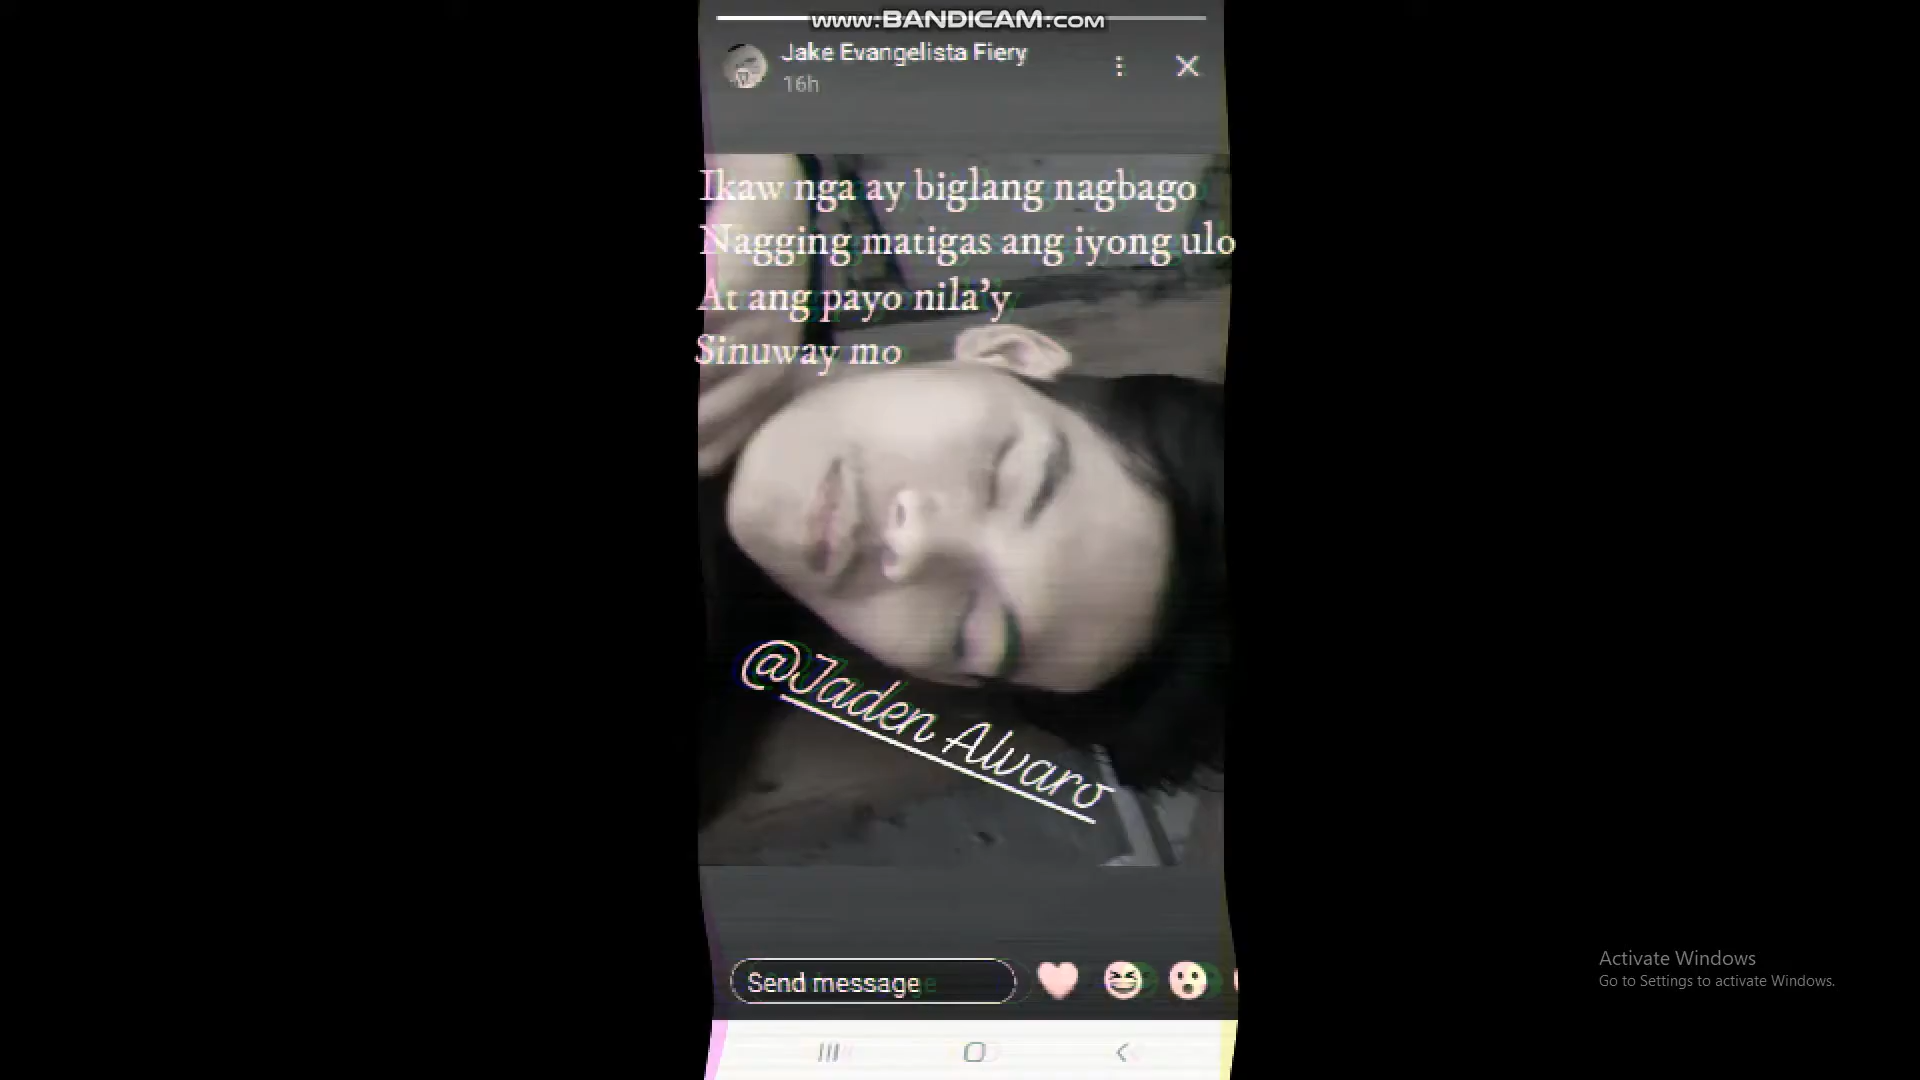 www.BANDICAM.com
Jake Evangelista Fiery
16h
Ikaw nga ay biglang nagbago
Nagging matigas ang iyong ulo
At ang payo nila’y
Sinuway mo
@Jaden Alvaro
Send message
Activate Windows
Go to Settings to activate Windows.